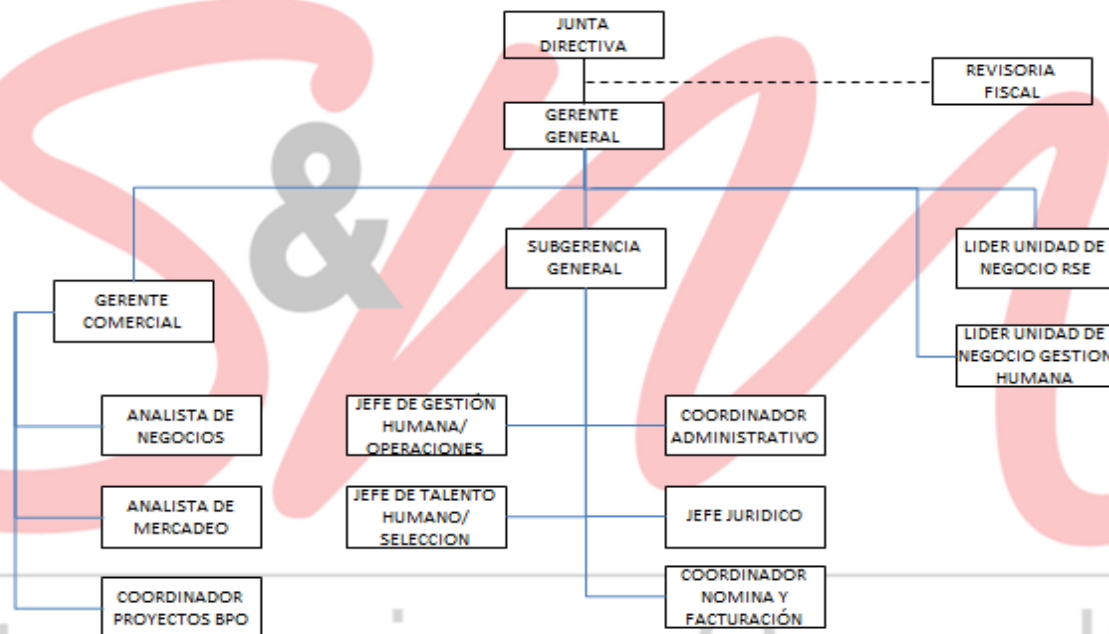 JUNTA
DIRECTIVA
REVISORIA
FISCAL
GERENTE
GENERAL
SUBGERENCIA
GENERAL
LIDER UNIDAD DE
NEGOCIO RSE
GERENTE
COMERCIAL
LIDER UNIDAD DE
NEGOCIO GESTION
HUMANA
ANALISTA DE
NEGOCIOS
JEFE DE GESTIÓN
HUMANA/
OPERACIONES
COORDINADOR
ADMINISTRATIVO
ANALISTA DE
MERCADEO
JEFE DE TALENTO
HUMANO/
SELECCION
JEFE JURIDICO
COORDINADOR
PROYECTOS BPO
COORDINADOR
NOMINA Y
FACTURACIÓN
S&M